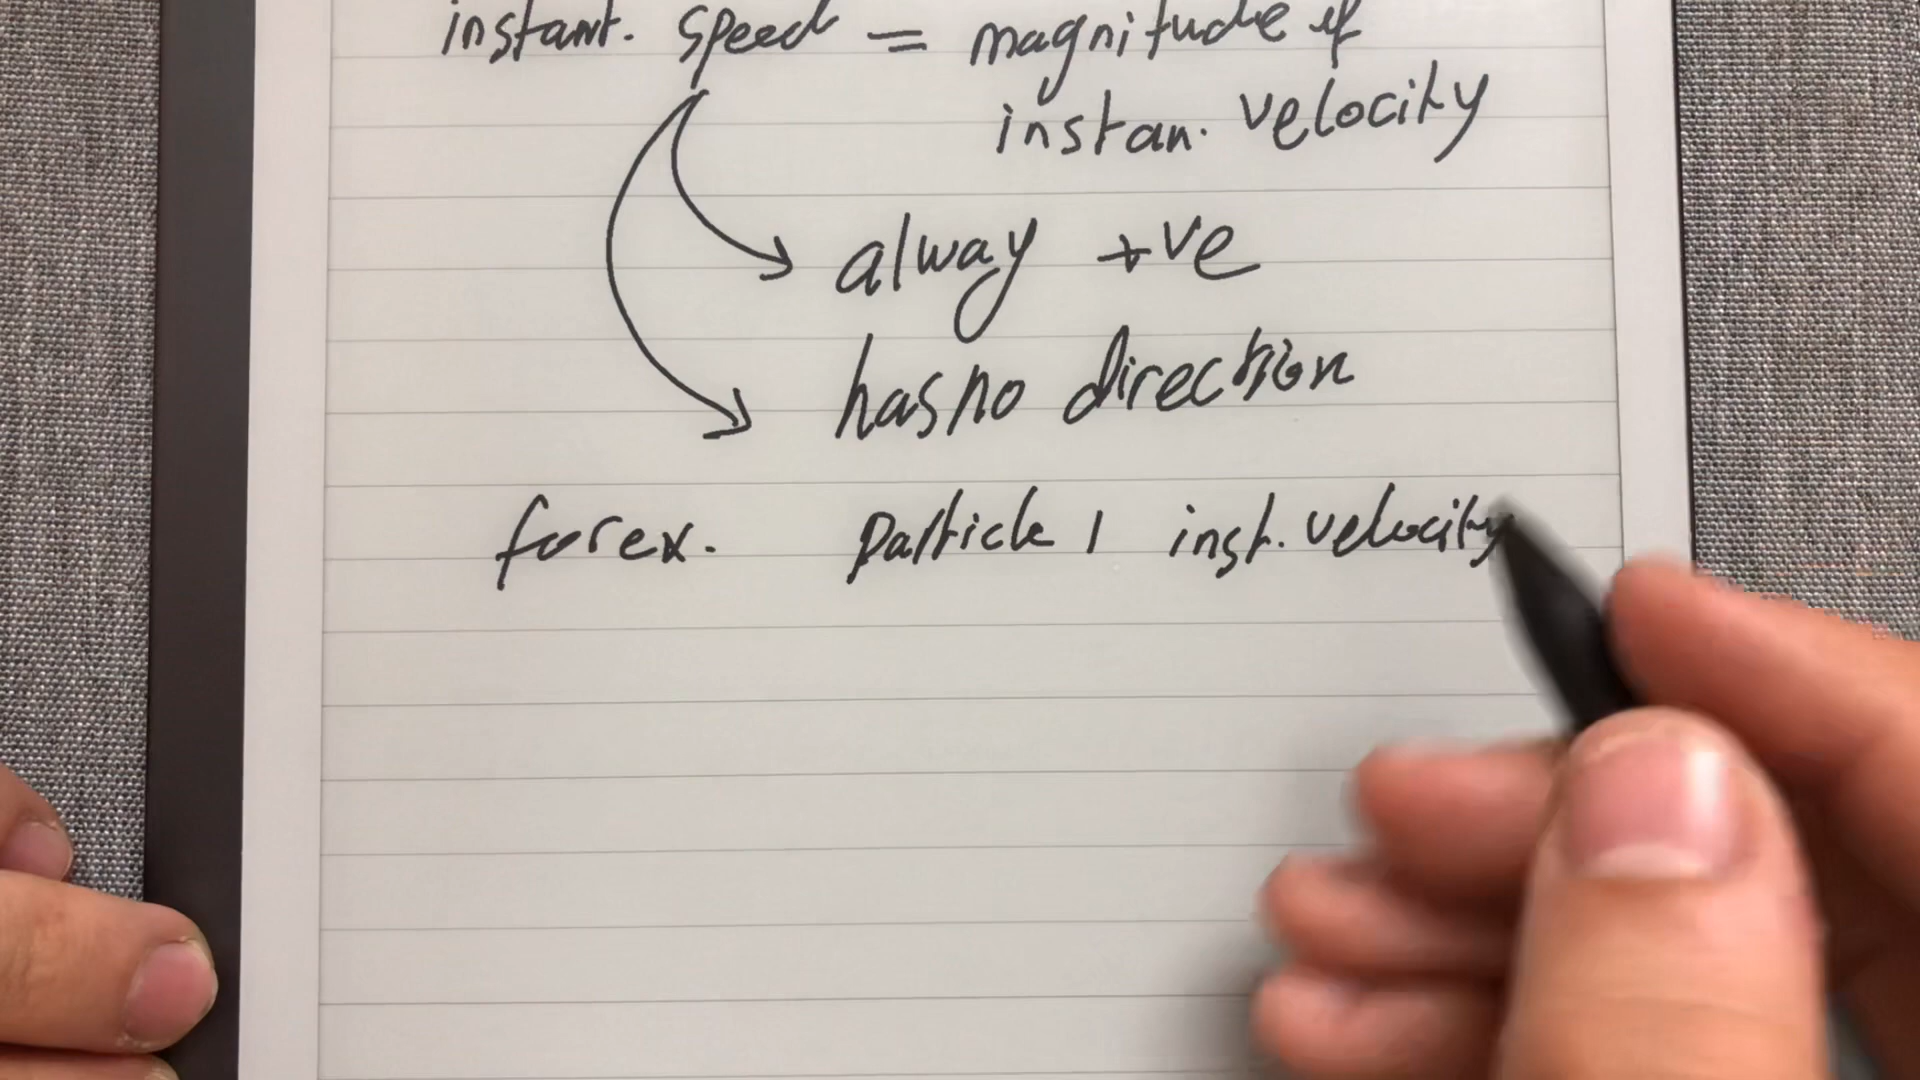 instant. speed = magnitude of
instan. velocity
alway +ve
has no direction
for ex. Particle 1 inst. velocity